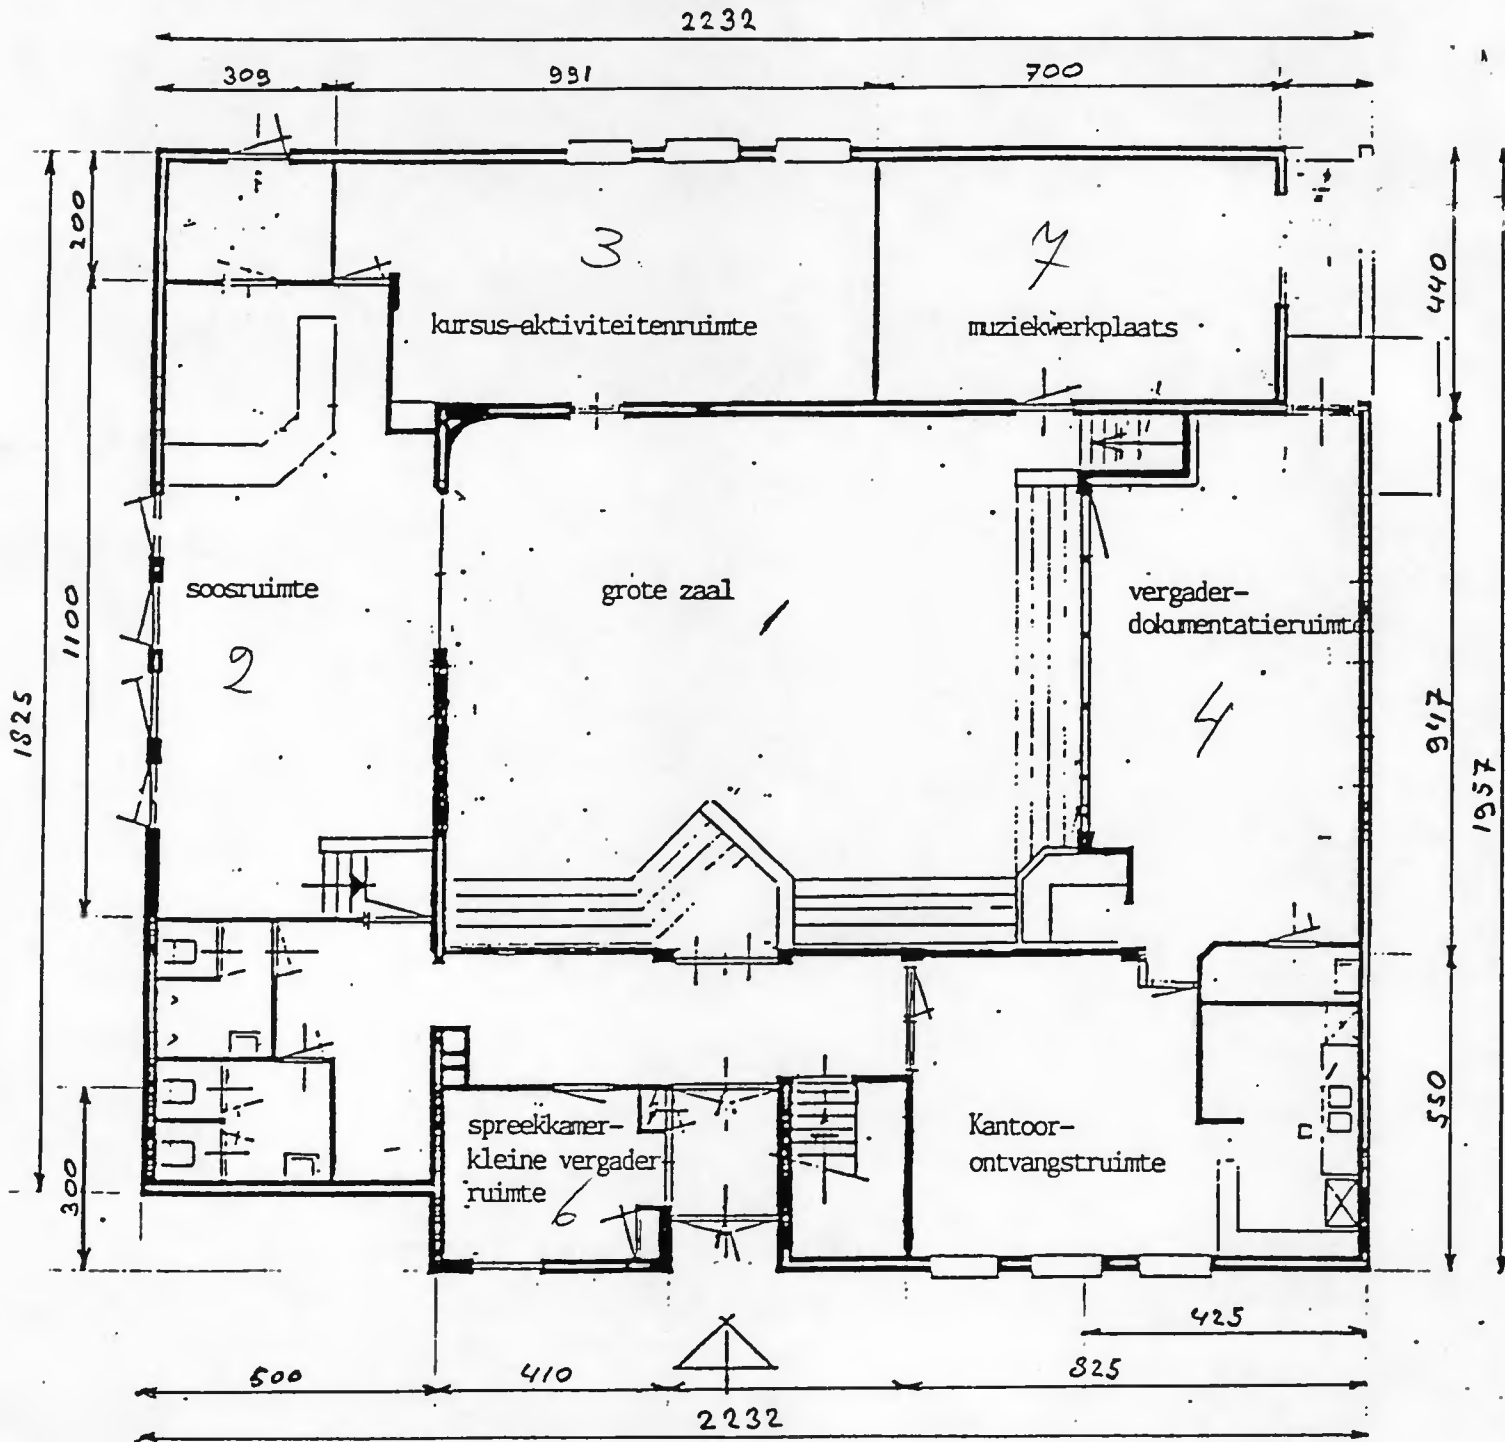 2232
309 991 700
200
3 7
440
kursus-aktiviteitenruimte muziekwerkplaats
1100
soosruimte grote zaal
1
vergader-
dokumentatieruimte
2
4
1825
947
1957
spreekkamer-
kleine vergader
ruimte
6
Kantoor-
ontvangstruimte
550
300
425
500 410 825
2232